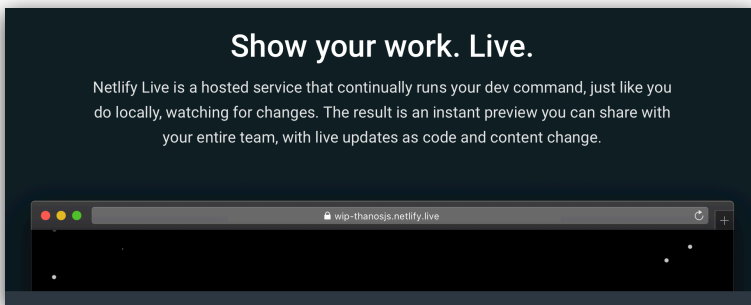 Show your work. Live.
Netlify Live is a hosted service that continually runs your dev command, just like you
do locally, watching for changes. The result is an instant preview you can share with
your entire team, with live updates as code and content change.
wip-thanosjs.netlify.live